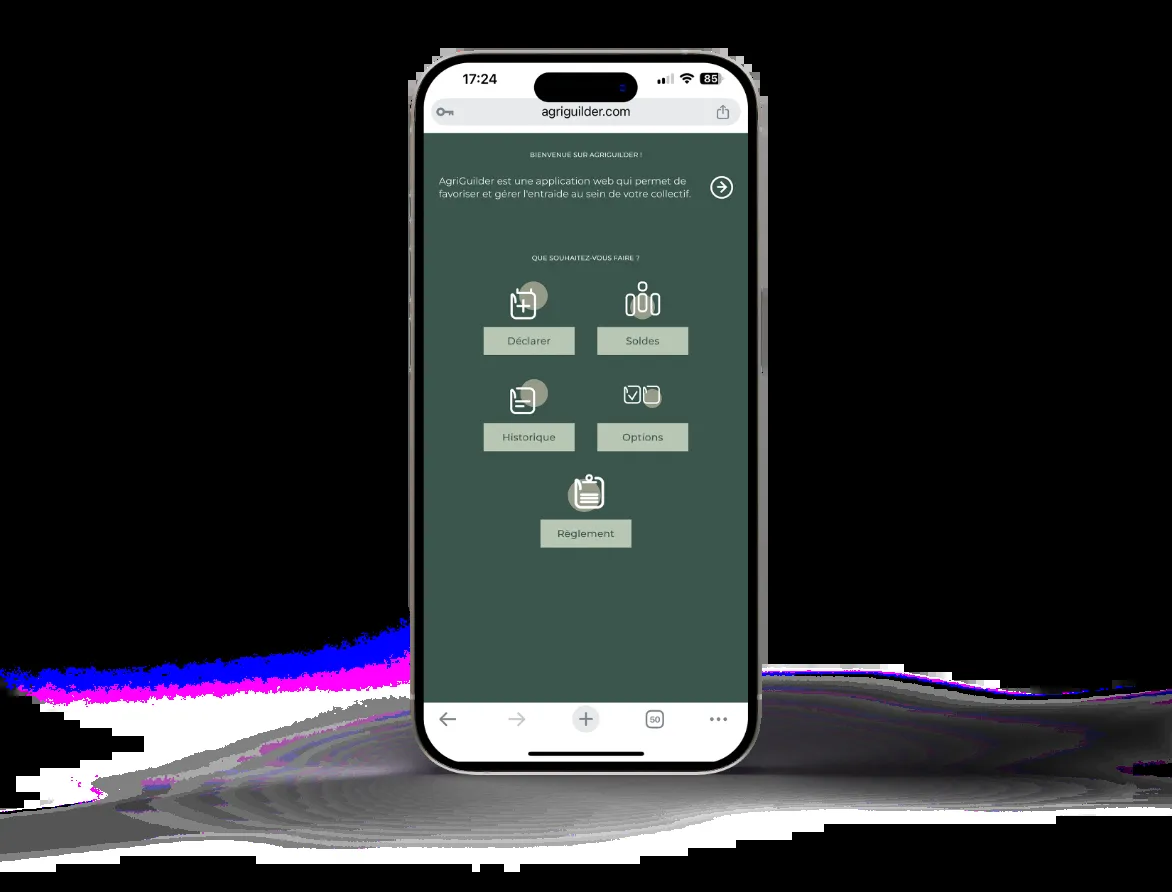 17:24
85
agriguilder.com
BIENVENUE SUR AGRIGUILDER !
AgriGuilder est une application web qui permet de
favoriser et gérer l'entraide au sein de votre collectif.
QUE SOUHAITEZ-VOUS FAIRE ?
Déclarer
Soldes
Historique
Options
Règlement
50